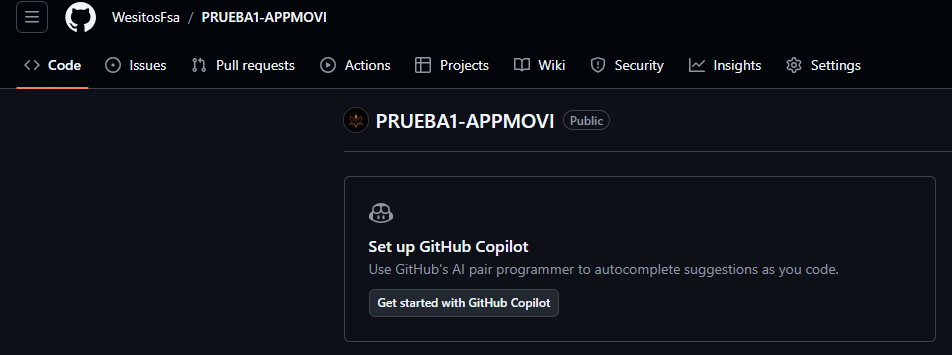 WesitosFsa / PRUEBA1-APPMOVI
Code Issues Pull requests Actions Projects Wiki Security Insights Settings
PRUEBA1-APPMOVI Public
Set up GitHub Copilot
Use GitHub's AI pair programmer to autocomplete suggestions as you code.
Get started with GitHub Copilot